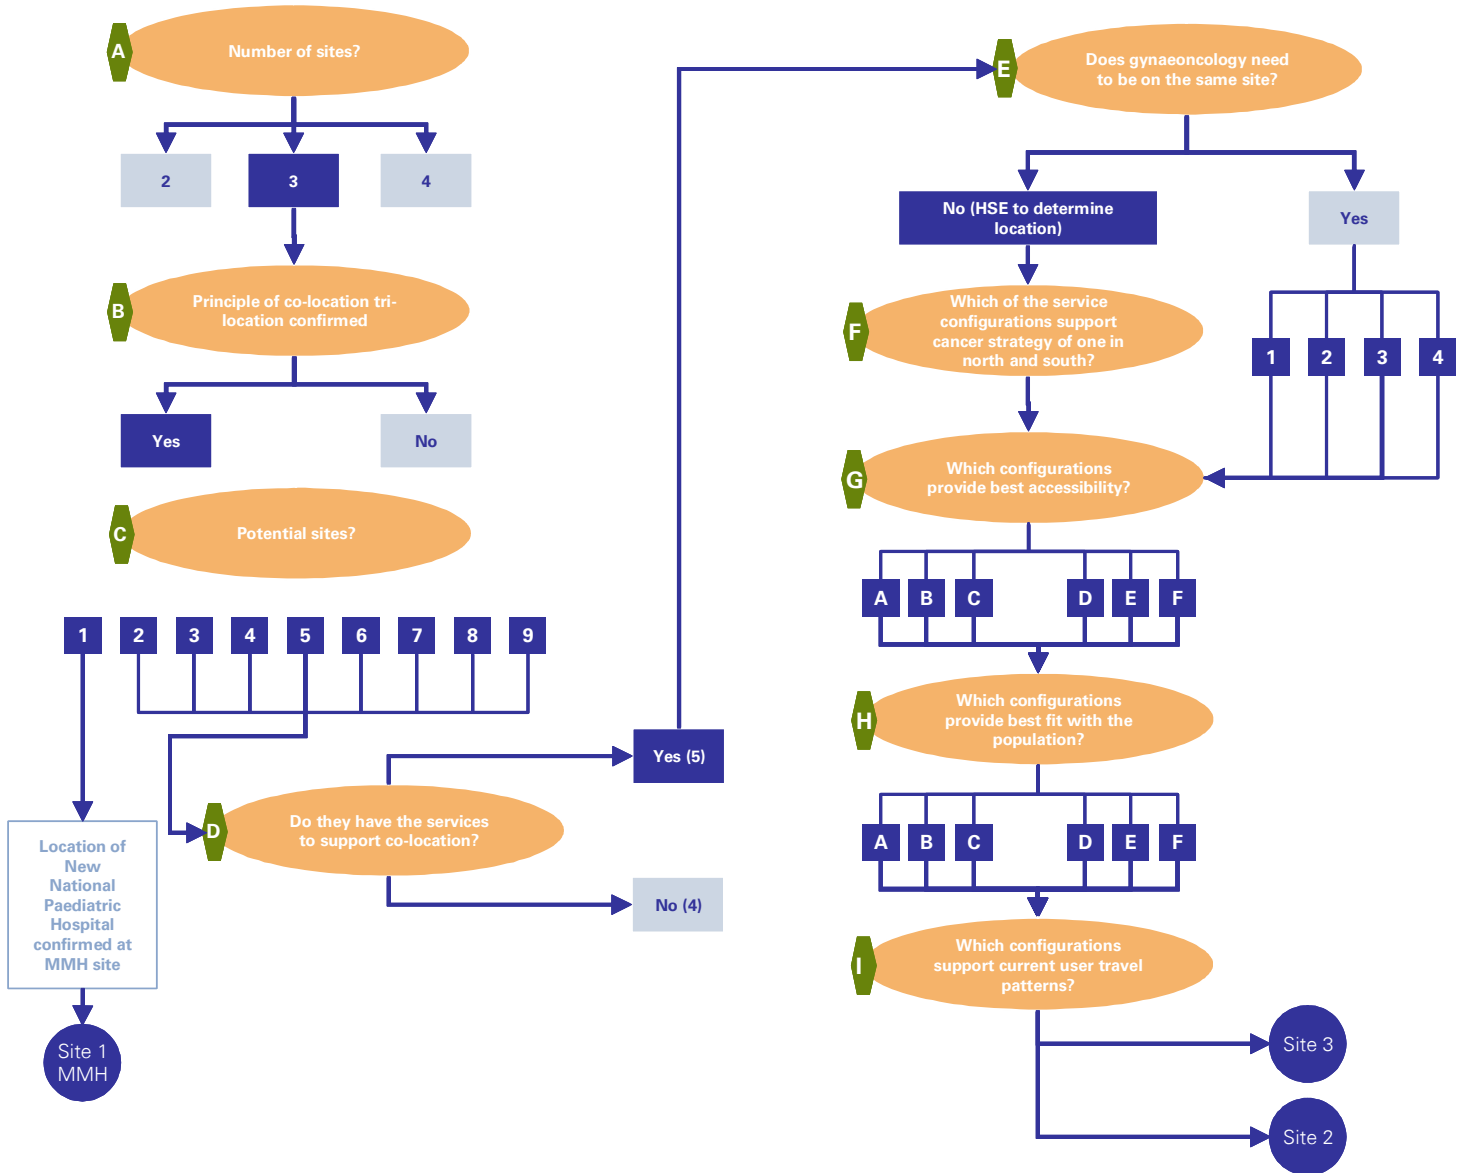 A
Number of sites?
2
3
4
B
Principle of co-location tri-
location confirmed
Yes
No
C
Potential sites?
1
2
3
4
5
6
7
8
9
Location of
New
National
Paediatric
Hospital
confirmed at
MMH site
Site 1
MMH
D
Do they have the services
to support co-location?
Yes (5)
No (4)
E
Does gynaeoncology need
to be on the same site?
No (HSE to determine
location)
Yes
1
2
3
4
F
Which of the service
configurations support
cancer strategy of one in
north and south?
G
Which configurations
provide best accessibility?
A
B
C
D
E
F
H
Which configurations
provide best fit with the
population?
A
B
C
D
E
F
I
Which configurations
support current user travel
patterns?
Site 3
Site 2